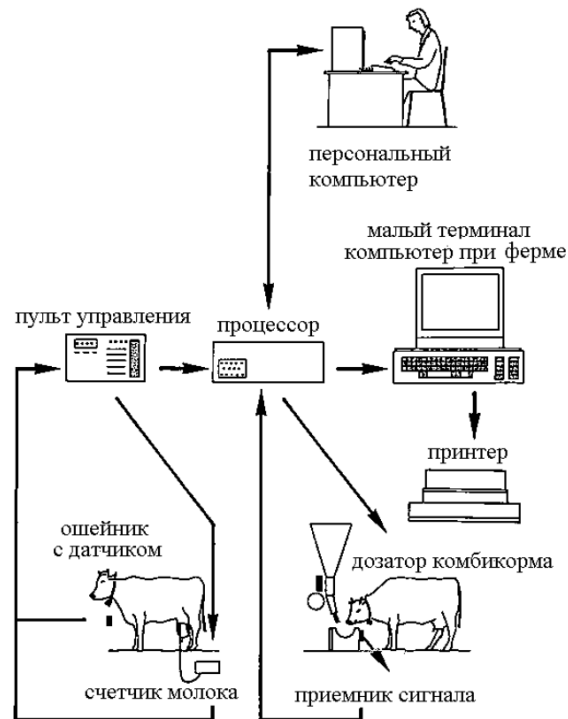 персональный
компьютер
малый терминал
компьютер при ферме
пульт управления
процессор
принтер
ошейник
с датчиком
дозатор комбикорма
счетчик молока
приемник сигнала